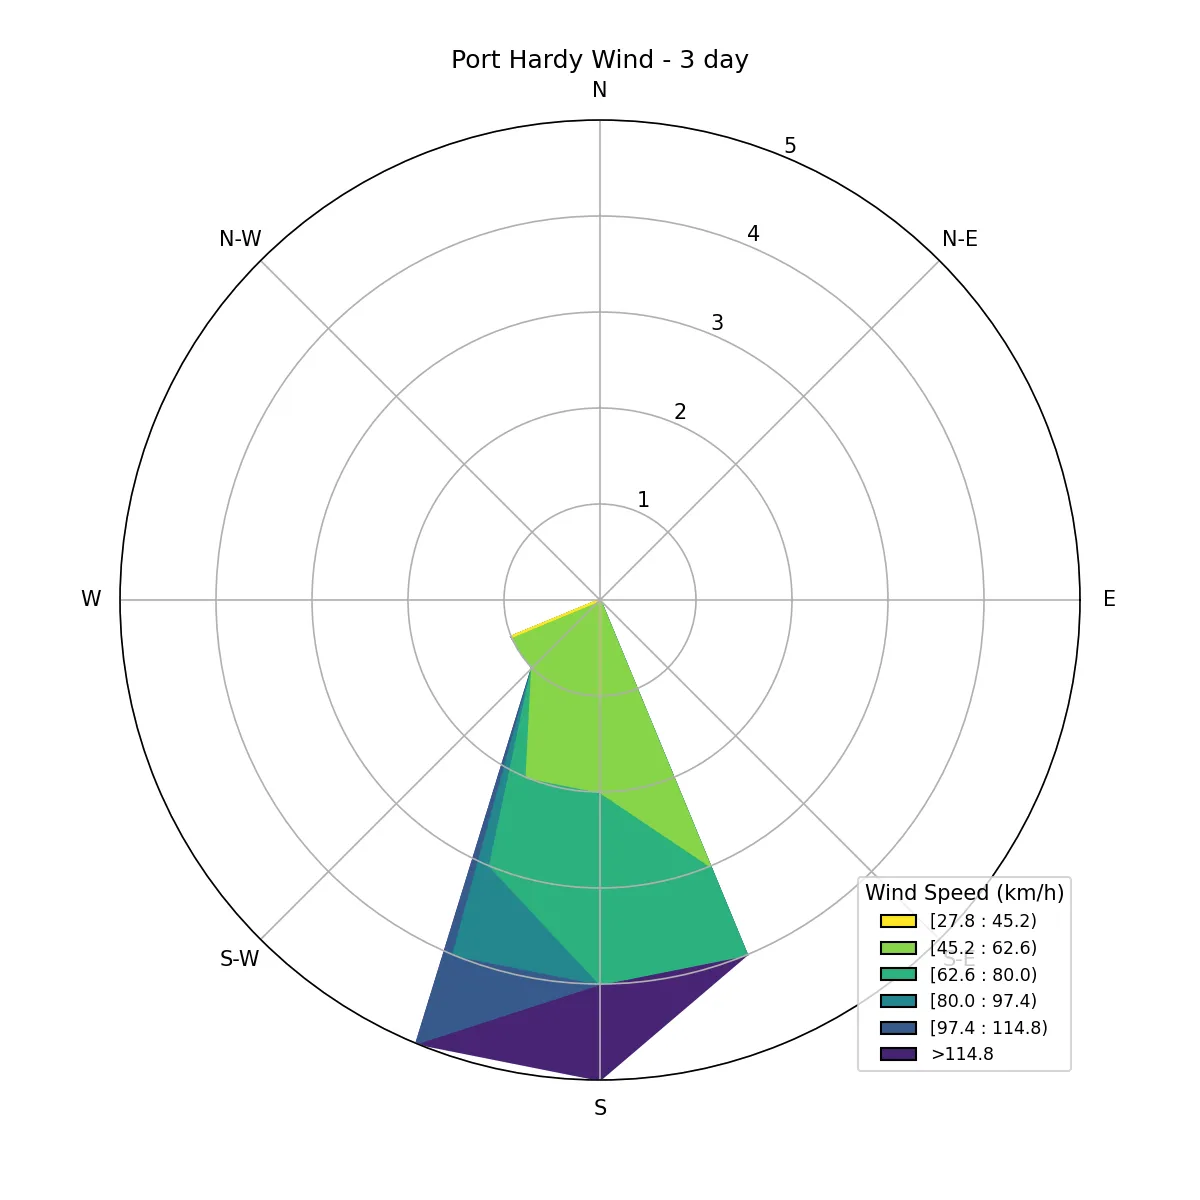 Port Hardy Wind - 3 day
N
5
N-W
N-E
4
3
2
1
W
E
Wind Speed (km/h)
[27.8 : 45.2)
[45.2 : 62.6)
S-W
S-E
[62.6 : 80.0)
[80.0 : 97.4)
[97.4 : 114.8)
>114.8
S